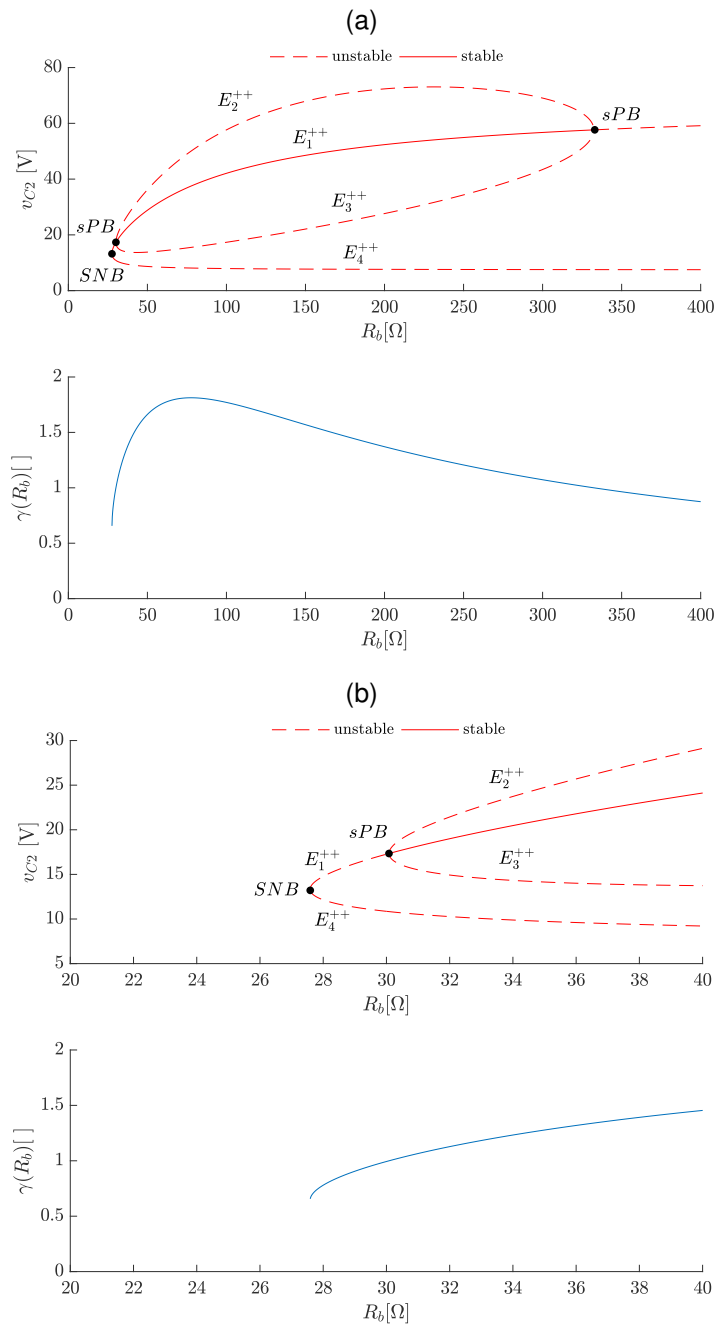 (a)
unstable stable
80
60
40
20
0
v_{C2} [V]
E_2^{++}
sPB
E_1^{++}
E_3^{++}
sPB
E_4^{++}
SNB
0 50 100 150 200 250 300 350 400
R_b[Ω]
2
1.5
1
0.5
0
γ(R_b)[ ]
0 50 100 150 200 250 300 350 400
R_b[Ω]
(b)
unstable stable
30
25
20
15
10
5
v_{C2} [V]
E_2^{++}
sPB
E_1^{++}
E_3^{++}
SNB
E_4^{++}
20 22 24 26 28 30 32 34 36 38 40
R_b[Ω]
2
1.5
1
0.5
0
γ(R_b)[ ]
20 22 24 26 28 30 32 34 36 38 40
R_b[Ω]